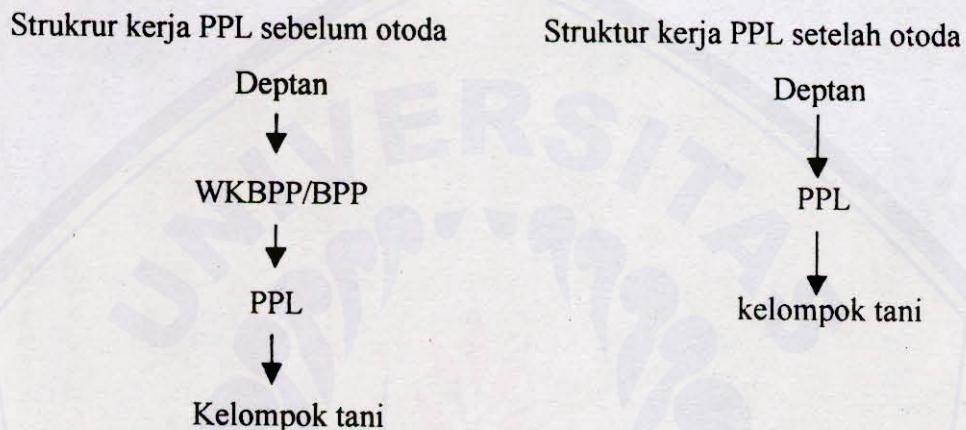 Strukrur kerja PPL sebelum otoda
Deptan
WKBPP/BPP
PPL
Kelompok tani
Struktur kerja PPL setelah otoda
Deptan
PPL
kelompok tani
UNIVERSITAS